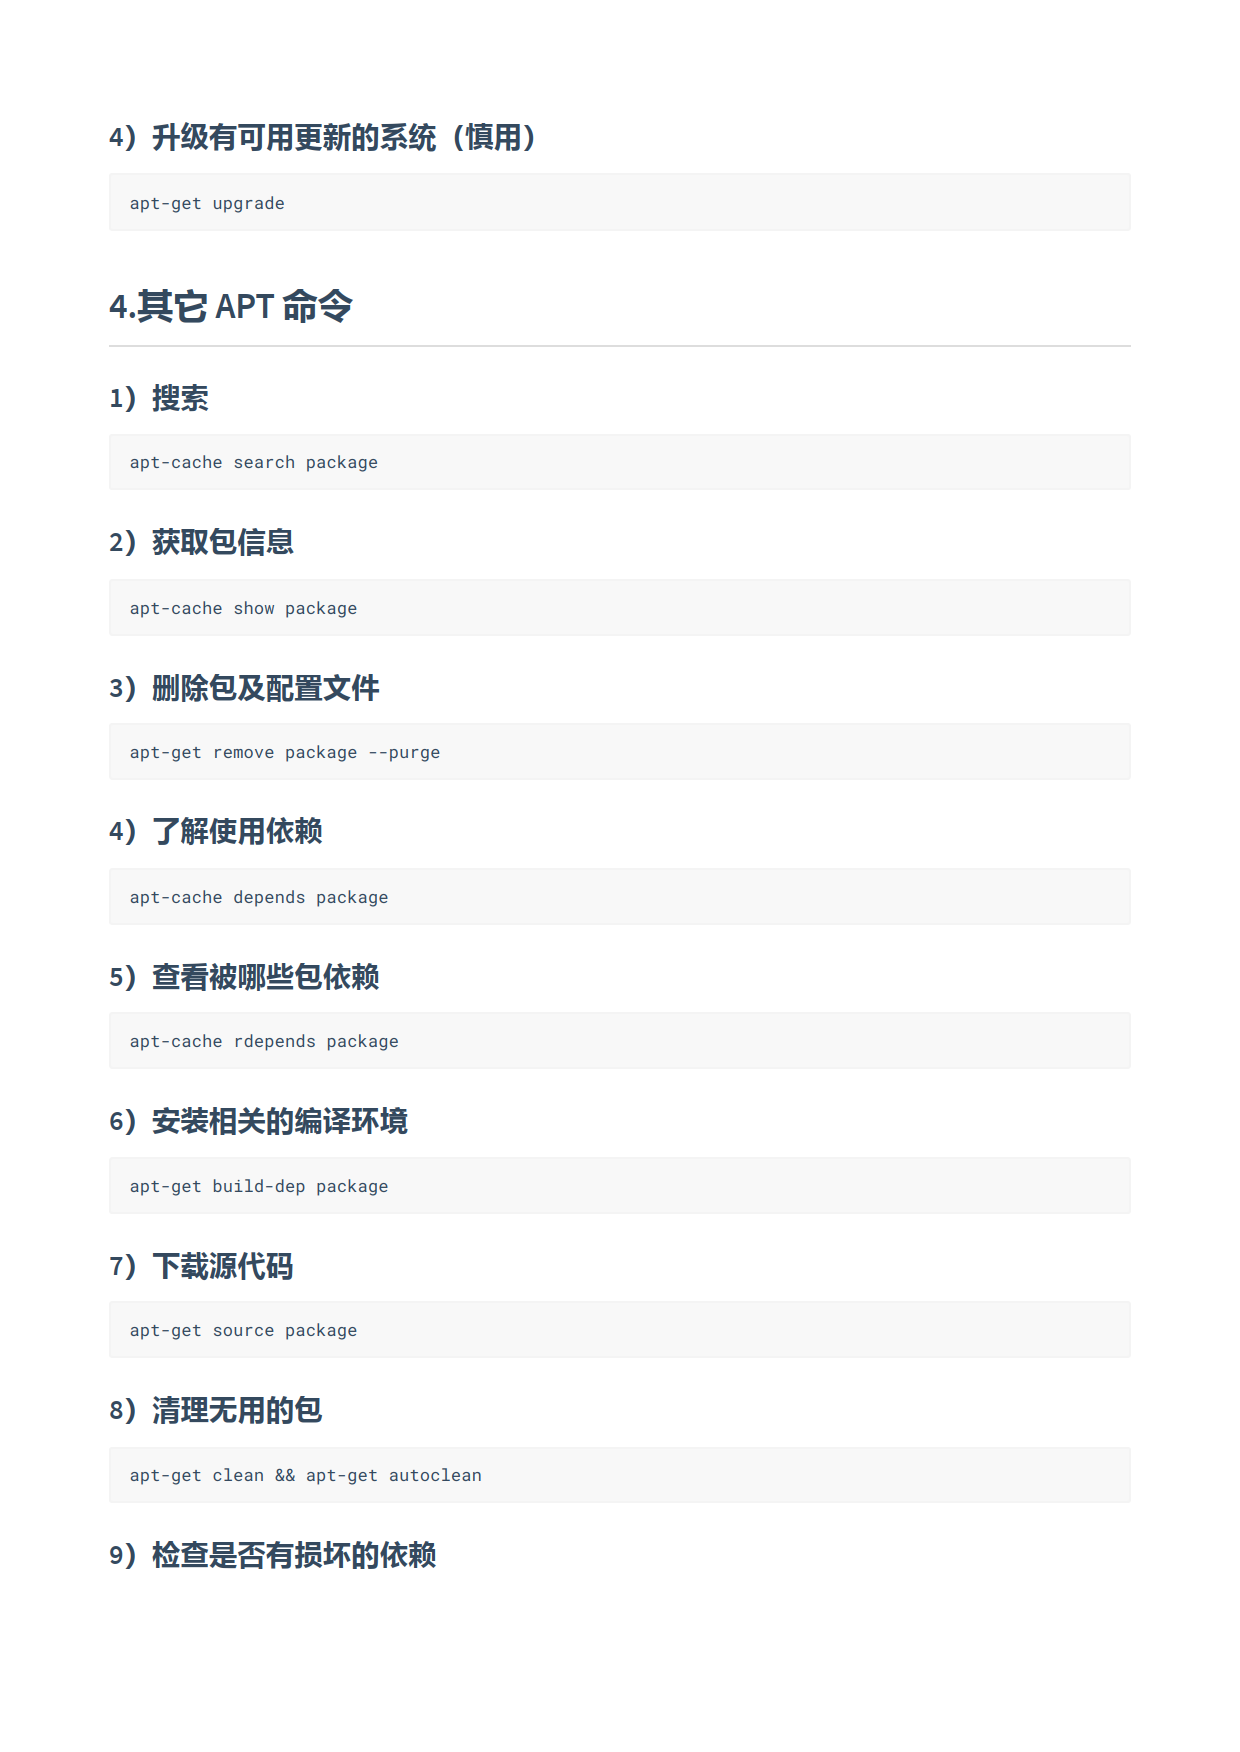 4）升级有可用更新的系统（慎用）
apt-get upgrade
4.其它 APT 命令
1）搜索
apt-cache search package
2）获取包信息
apt-cache show package
3）删除包及配置文件
apt-get remove package --purge
4）了解使用依赖
apt-cache depends package
5）查看被哪些包依赖
apt-cache rdepends package
6）安装相关的编译环境
apt-get build-dep package
7）下载源代码
apt-get source package
8）清理无用的包
apt-get clean && apt-get autoclean
9）检查是否有损坏的依赖